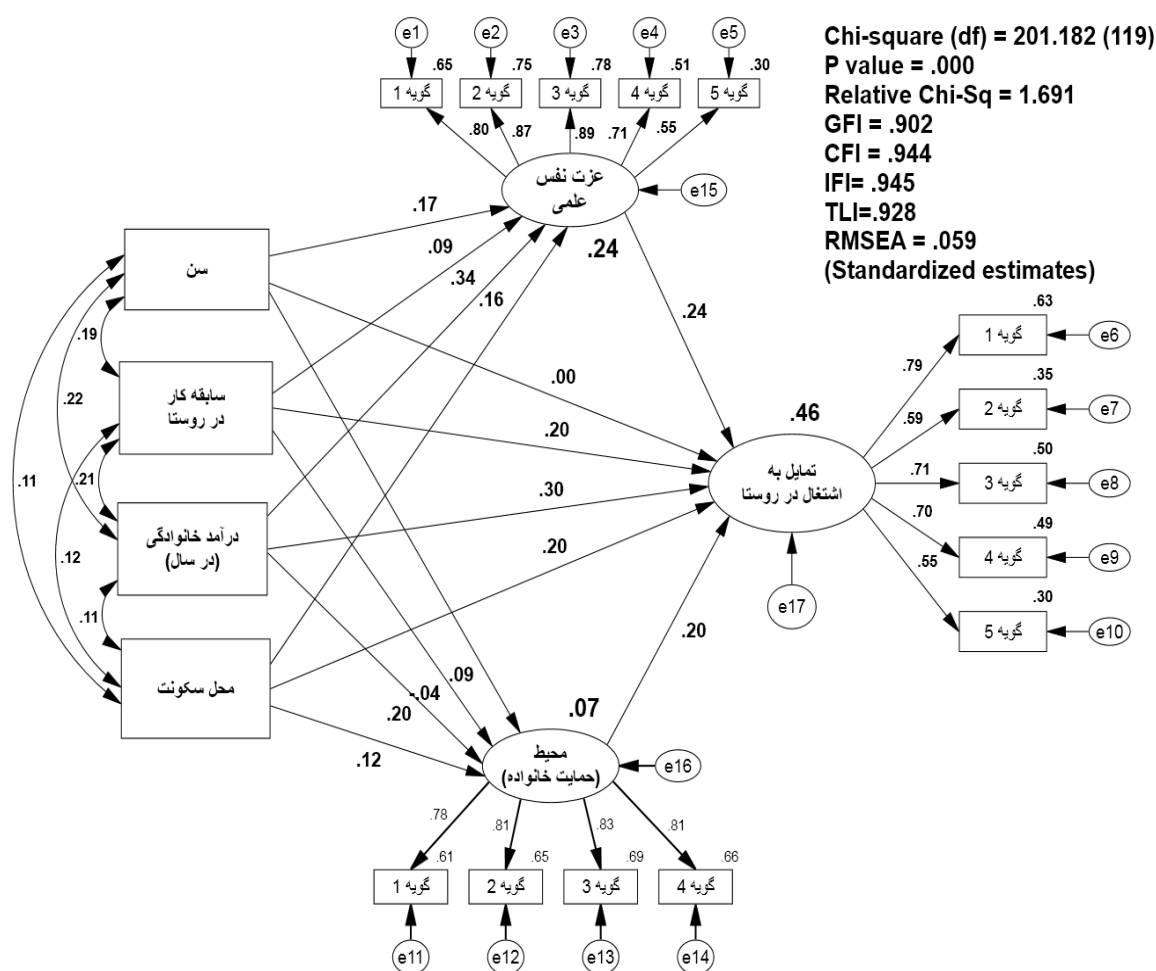 e1
e2
e3
e4
e5
.65
.75
.78
.51
.30
گویه 1
گویه 2
گویه 3
گویه 4
گویه 5
.80
.87
.89
.71
.55
عزت نفس
علمی
e15
.24
Chi-square (df) = 201.182 (119)
P value = .000
Relative Chi-Sq = 1.691
GFI = .902
CFI = .944
IFI= .945
TLI=.928
RMSEA = .059
(Standardized estimates)
.17
.09
.34
.16
سن
سابقه کار
در روستا
درآمد خانوادگی
(در سال)
محل سکونت
.19
.22
.11
.21
.12
.11
.24
.00
.20
.30
.20
.46
تمایل به
اشتغال در روستا
e17
.20
.79
.59
.71
.70
.55
.63
گویه 1
e6
.35
گویه 2
e7
.50
گویه 3
e8
.49
گویه 4
e9
.30
گویه 5
e10
.09
-.04
.20
.12
.07
محیط
(حمایت خانواده)
e16
.78
.81
.83
.81
.61
.65
.69
.66
گویه 1
گویه 2
گویه 3
گویه 4
e11
e12
e13
e14